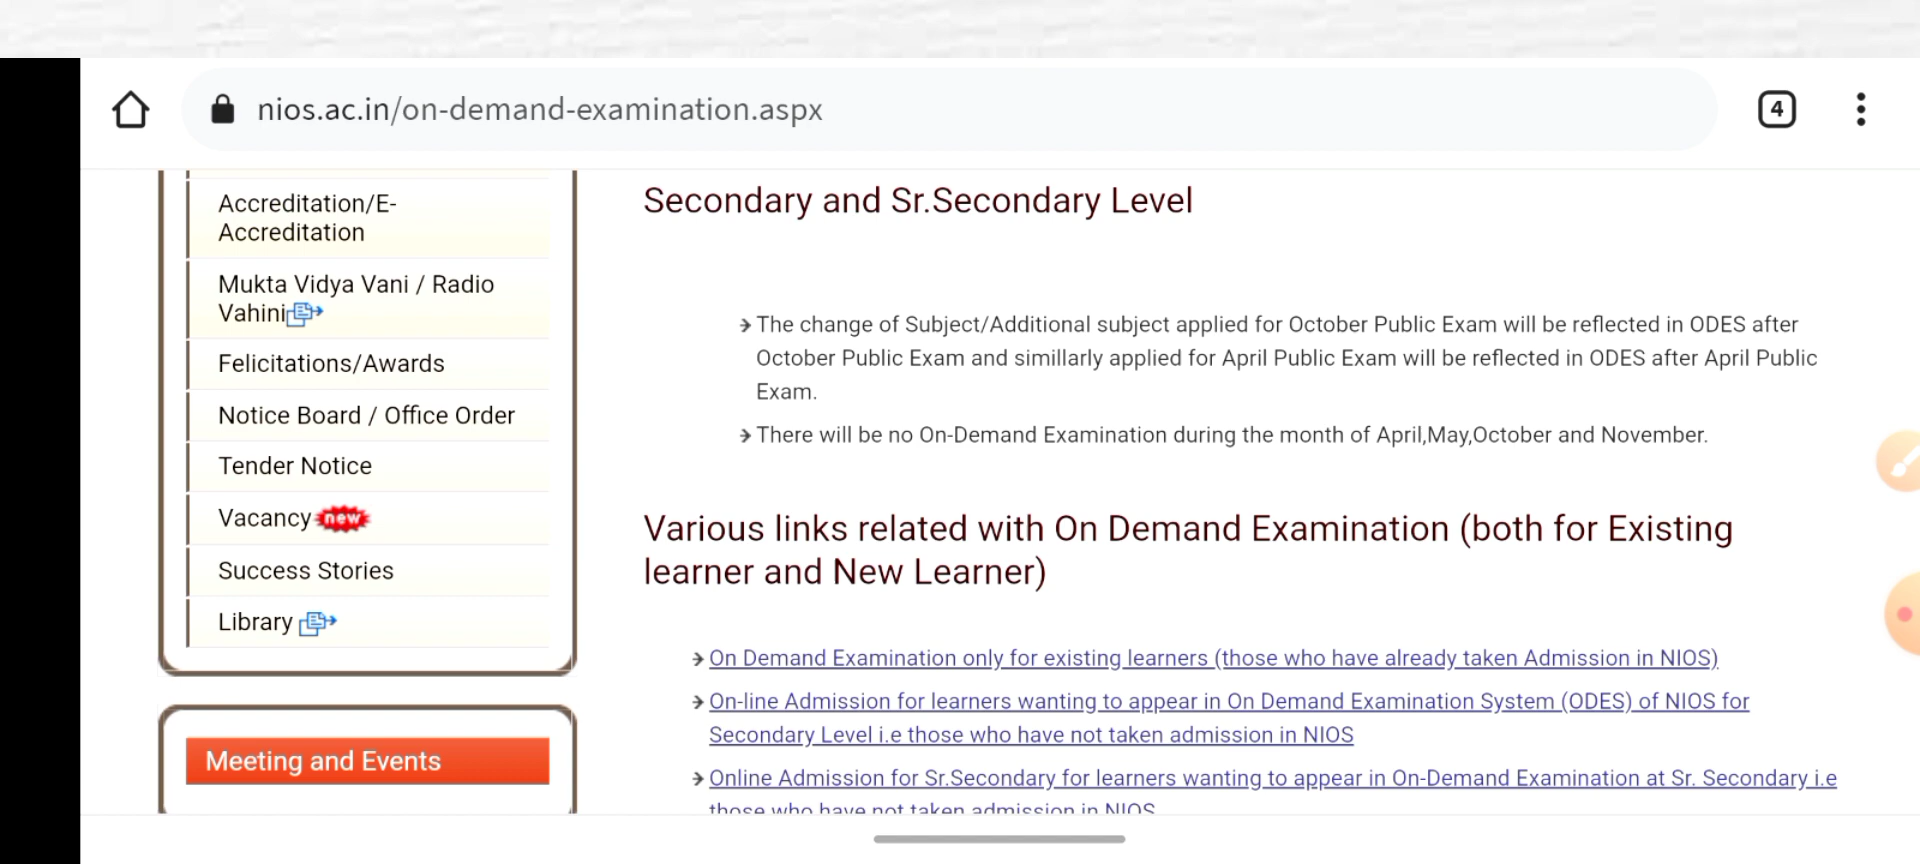 nios.ac.in/on-demand-examination.aspx
4
Accreditation/E-
Accreditation
Mukta Vidya Vani / Radio
Vahini
Felicitations/Awards
Notice Board / Office Order
Tender Notice
Vacancy new
Success Stories
Library
Meeting and Events
Secondary and Sr.Secondary Level
The change of Subject/Additional subject applied for October Public Exam will be reflected in ODES after
October Public Exam and simillarly applied for April Public Exam will be reflected in ODES after April Public
Exam.
There will be no On-Demand Examination during the month of April,May,October and November.
Various links related with On Demand Examination (both for Existing
learner and New Learner)
On Demand Examination only for existing learners (those who have already taken Admission in NIOS)
On-line Admission for learners wanting to appear in On Demand Examination System (ODES) of NIOS for
Secondary Level i.e those who have not taken admission in NIOS
Online Admission for Sr.Secondary for learners wanting to appear in On-Demand Examination at Sr. Secondary i.e
those who have not taken admission in NIOS